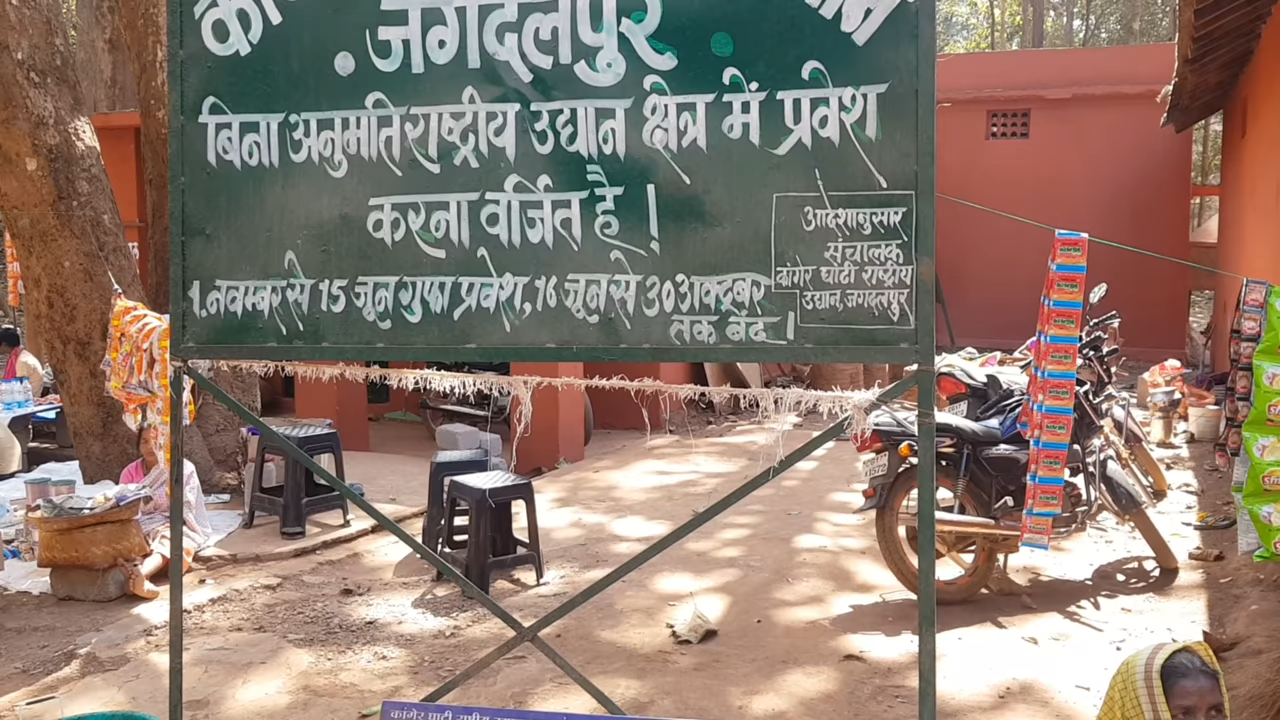 जगदलपुर
बिना अनुमति राष्ट्रीय उद्यान क्षेत्र में प्रवेश
करना वर्जित है !
1. नवम्बर से 15 जून गुफा प्रवेश, 16 जून से 30 अक्टूबर
तक बंद !
आदेशानुसार
संचालक
कांगेर घाटी राष्ट्रीय
उद्यान, जगदलपुर